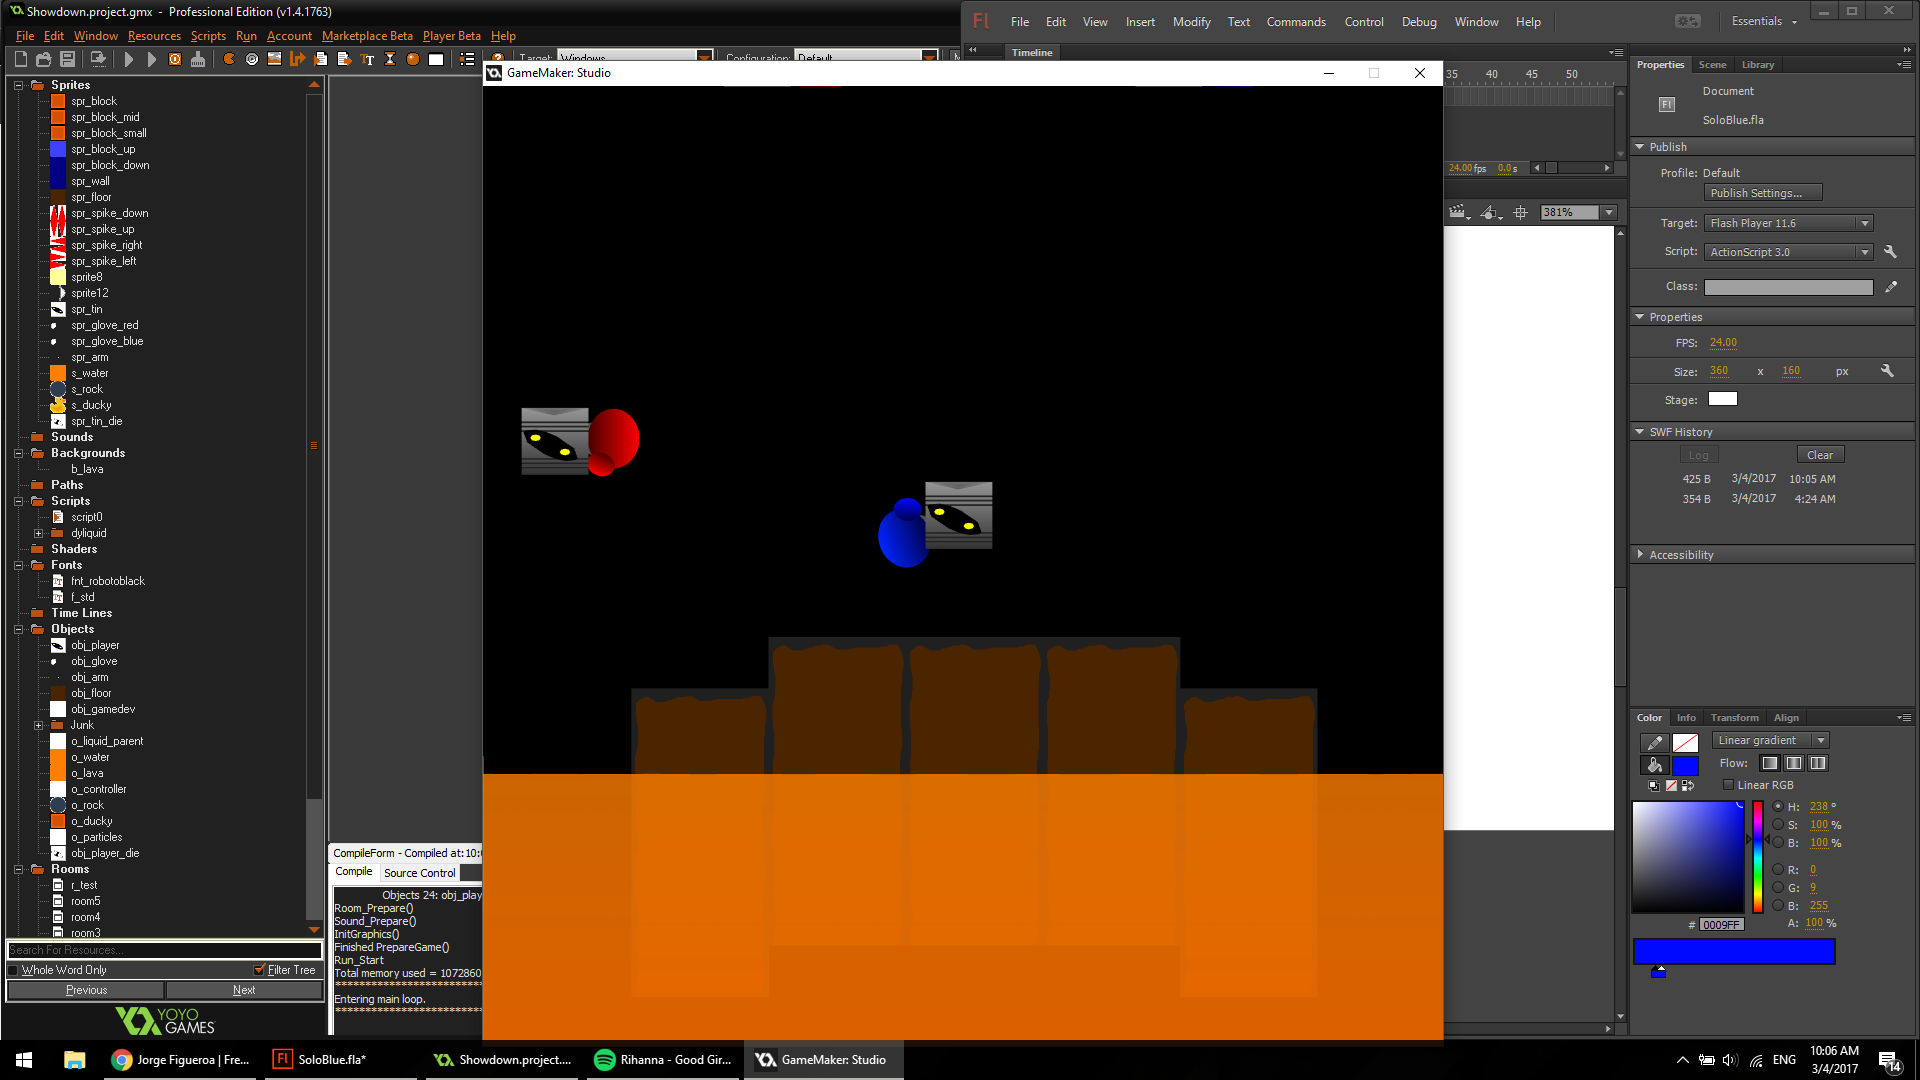 Showdown.project.gmx - Professional Edition (v1.4.1763)
File Edit Window Resources Scripts Run Account Marketplace Beta Player Beta Help
Target: Windows Configuration: Default
Sprites
spr_block
spr_block_mid
spr_block_small
spr_block_up
spr_block_down
spr_wall
spr_floor
spr_spike_down
spr_spike_up
spr_spike_right
spr_spike_left
sprite8
sprite12
spr_tin
spr_glove_red
spr_glove_blue
spr_arm
s_water
s_rock
s_ducky
spr_tin_die
Sounds
Backgrounds
b_lava
Paths
Scripts
script0
dyliquid
Shaders
Fonts
fnt_robotoblack
f_std
Time Lines
Objects
obj_player
obj_glove
obj_arm
obj_floor
obj_gamedev
Junk
o_liquid_parent
o_water
o_lava
o_controller
o_rock
o_ducky
o_particles
obj_player_die
Rooms
r_test
room5
room4
room3
Search For Resources...
Whole Word Only Filter Tree
Previous Next
YOYO
GAMES
CompileForm - Compiled at: 10:0
Compile Source Control
Objects 24: obj_play
Room_Prepare()
Sound_Prepare()
InitGraphics()
Finished PrepareGame()
Run_Start
Total memory used = 1072860
***********************************
Entering main loop.
***********************************
GameMaker: Studio
Fl File Edit View Insert Modify Text Commands Control Debug Window Help
Essentials
Timeline
35 40 45 50
24.00 fps 0.0 s
381%
Properties Scene Library
Document
Fl
SoloBlue.fla
Publish
Profile: Default
Publish Settings...
Target: Flash Player 11.6
Script: ActionScript 3.0
Class:
Properties
FPS: 24.00
Size: 360 x 160 px
Stage:
SWF History
Log Clear
425 B 3/4/2017 10:05 AM
354 B 3/4/2017 4:24 AM
Accessibility
Color Info Transform Align
Linear gradient
Flow:
Linear RGB
H: 238 °
S: 100 %
B: 100 %
R: 0
G: 9
B: 255
A: 100 %
# 0009FF
Jorge Figueroa | Fre...
Fl SoloBlue.fla*
Showdown.project....
Rihanna - Good Gir...
GameMaker: Studio
ENG
10:06 AM
3/4/2017
14